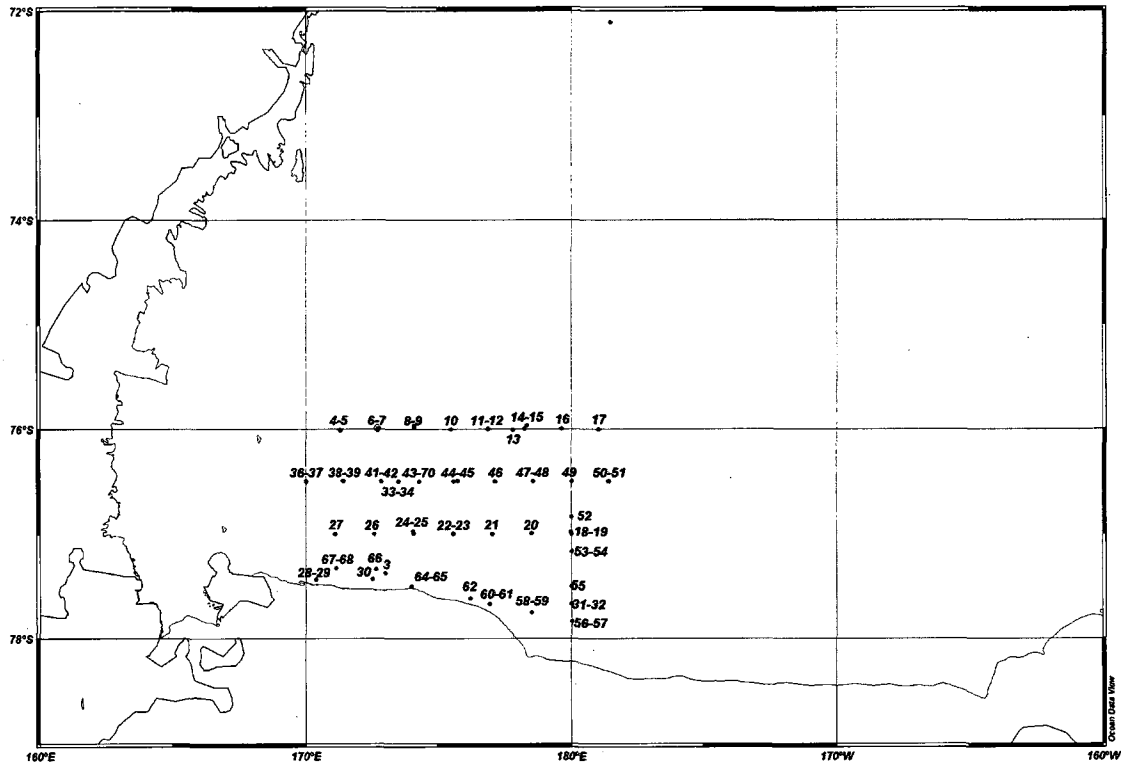 72°S
74°S
4-5 6-7 8-9 10 11-12 14-15 16 17
76°S
13
36-37 38-39 41-42 43-70 44-45 46 47-48 49 50-51
33-34
52
27 26 24-25 22-23 21 20 18-19
53-54
67-68 66 3
28-29 30 64-65
62 60-61 58-59
55
31-32
56-57
78°S
Ocean Data View
160°E 170°E 180°E 170°W 160°W